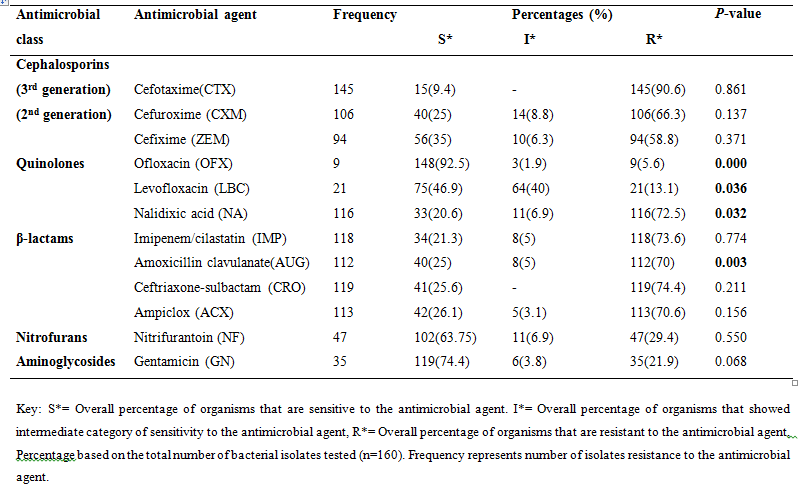 Antimicrobial Antimicrobial agent Frequency Percentages (%) P-value
class S* I* R*
Cephalosporins
(3rd generation) Cefotaxime(CTX) 145 15(9.4) - 145(90.6) 0.861
(2nd generation) Cefuroxime (CXM) 106 40(25) 14(8.8) 106(66.3) 0.137
Cefixime (ZEM) 94 56(35) 10(6.3) 94(58.8) 0.371
Quinolones Ofloxacin (OFX) 9 148(92.5) 3(1.9) 9(5.6) 0.000
Levofloxacin (LBC) 21 75(46.9) 64(40) 21(13.1) 0.036
Nalidixic acid (NA) 116 33(20.6) 11(6.9) 116(72.5) 0.032
β-lactams Imipenem/cilastatin (IMP) 118 34(21.3) 8(5) 118(73.6) 0.774
Amoxicillin clavulanate(AUG) 112 40(25) 8(5) 112(70) 0.003
Ceftriaxone-sulbactam (CRO) 119 41(25.6) - 119(74.4) 0.211
Ampiclox (ACX) 113 42(26.1) 5(3.1) 113(70.6) 0.156
Nitrofurans Nitrifurantoin (NF) 47 102(63.75) 11(6.9) 47(29.4) 0.550
Aminoglycosides Gentamicin (GN) 35 119(74.4) 6(3.8) 35(21.9) 0.068
Key: S*= Overall percentage of organisms that are sensitive to the antimicrobial agent. I*= Overall percentage of organisms that showed
intermediate category of sensitivity to the antimicrobial agent, R*= Overall percentage of organisms that are resistant to the antimicrobial agent.
Percentage based on the total number of bacterial isolates tested (n=160). Frequency represents number of isolates resistance to the antimicrobial
agent.